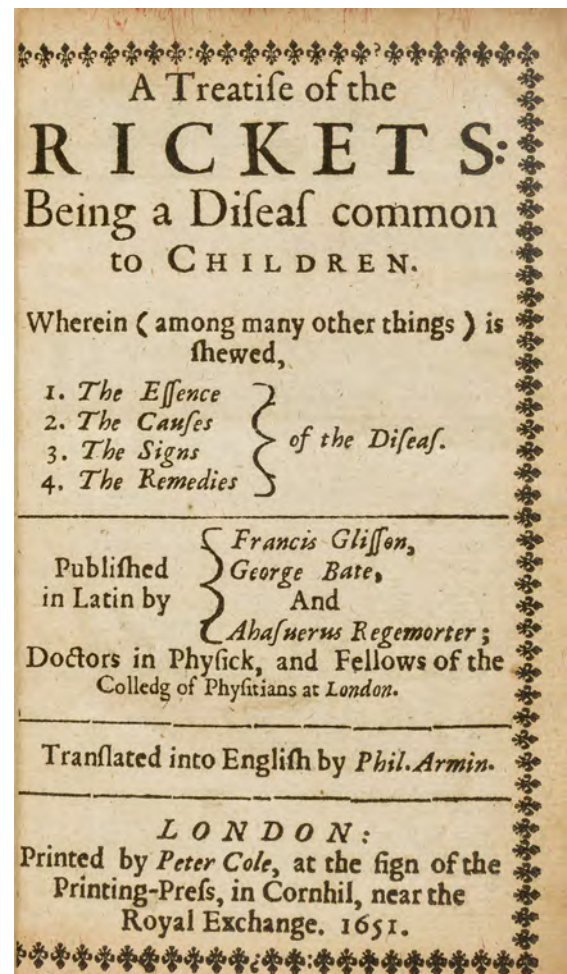 A Treatiſe of the
RICKETS:
Being a Diſeaſ common
to CHILDREN.
Wherein ( among many other things ) is
ſhewed,
1. The Eſſence
2. The Cauſes
3. The Signs
4. The Remedies
of the Diſeaſ.
Publiſhed
in Latin by
Francis Gliſſon,
George Bate,
And
Ahaſuerus Regemorter;
Doctors in Phyſick, and Fellows of the
Colledg of Phyſitians at London.
Tranſlated into Engliſh by Phil. Armin.
LONDON:
Printed by Peter Cole, at the ſign of the
Printing-Preſs, in Cornhil, near the
Royal Exchange. 1651.